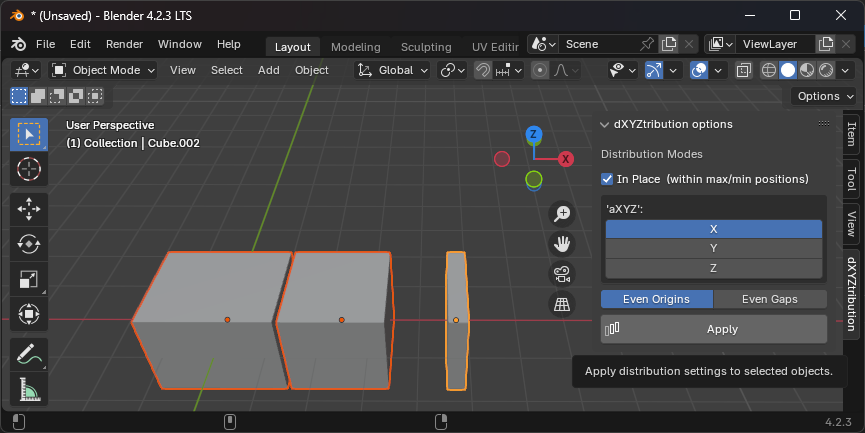 * (Unsaved) - Blender 4.2.3 LTS
File Edit Render Window Help Layout Modeling Sculpting UV Editir Scene ViewLayer
Object Mode View Select Add Object Global
Options
User Perspective
(1) Collection | Cube.002
Z
X
dXYZtribution options
Distribution Modes
In Place (within max/min positions)
'aXYZ':
X
Y
Z
Even Origins Even Gaps
Apply
Apply distribution settings to selected objects.
Item
Tool
View
dXYZtribution
4.2.3